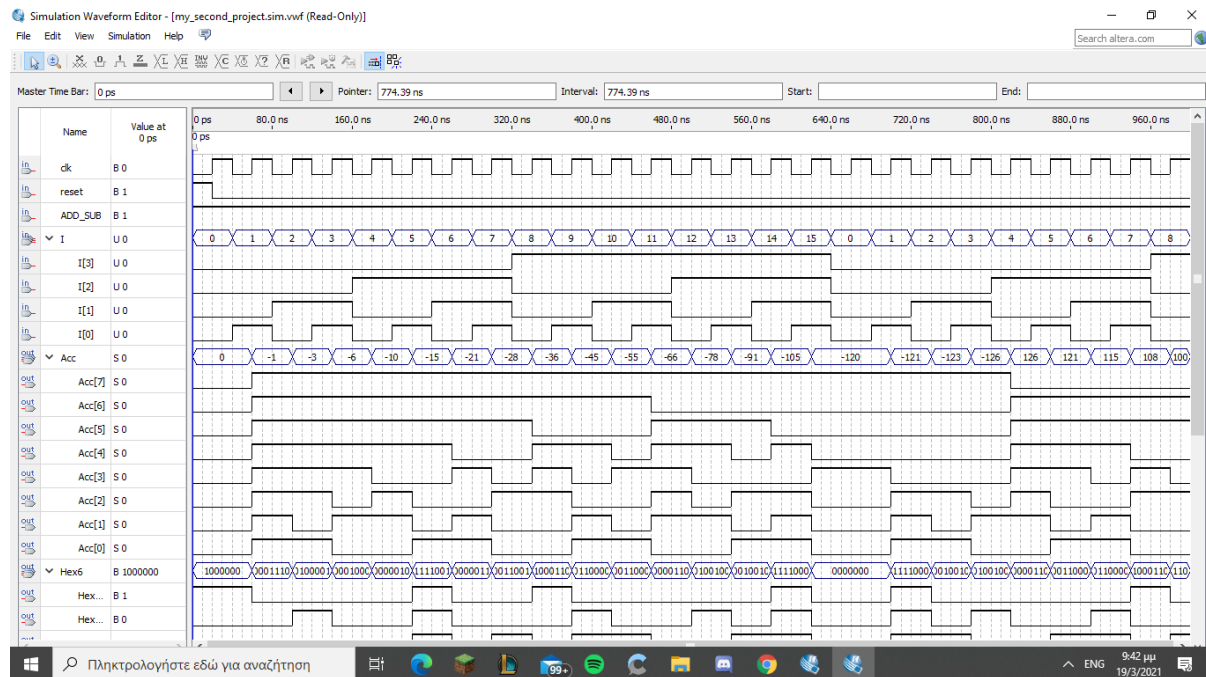 Simulation Waveform Editor - [my_second_project.sim.vwf (Read-Only)]
File Edit View Simulation Help
Search altera.com
Master Time Bar: 0 ps Pointer: 774.39 ns Interval: 774.39 ns Start: End:
Name Value at 0 ps
0 ps 80.0 ns 160.0 ns 240.0 ns 320.0 ns 400.0 ns 480.0 ns 560.0 ns 640.0 ns 720.0 ns 800.0 ns 880.0 ns 960.0 ns
0 ps
clk B 0
reset B 1
ADD_SUB B 1
I U 0 0 1 2 3 4 5 6 7 8 9 10 11 12 13 14 15 0 1 2 3 4 5 6 7 8
I[3] U 0
I[2] U 0
I[1] U 0
I[0] U 0
Acc S 0 0 -1 -3 -6 -10 -15 -21 -28 -36 -45 -55 -66 -78 -91 -105 -120 -121 -123 -126 126 121 115 108 100
Acc[7] S 0
Acc[6] S 0
Acc[5] S 0
Acc[4] S 0
Acc[3] S 0
Acc[2] S 0
Acc[1] S 0
Acc[0] S 0
Hex6 B 1000000 1000000 0000000
Hex... B 1
Hex... B 0
Πληκτρολογήστε εδώ για αναζήτηση 99+ ENG 9:42 μμ
19/3/2021